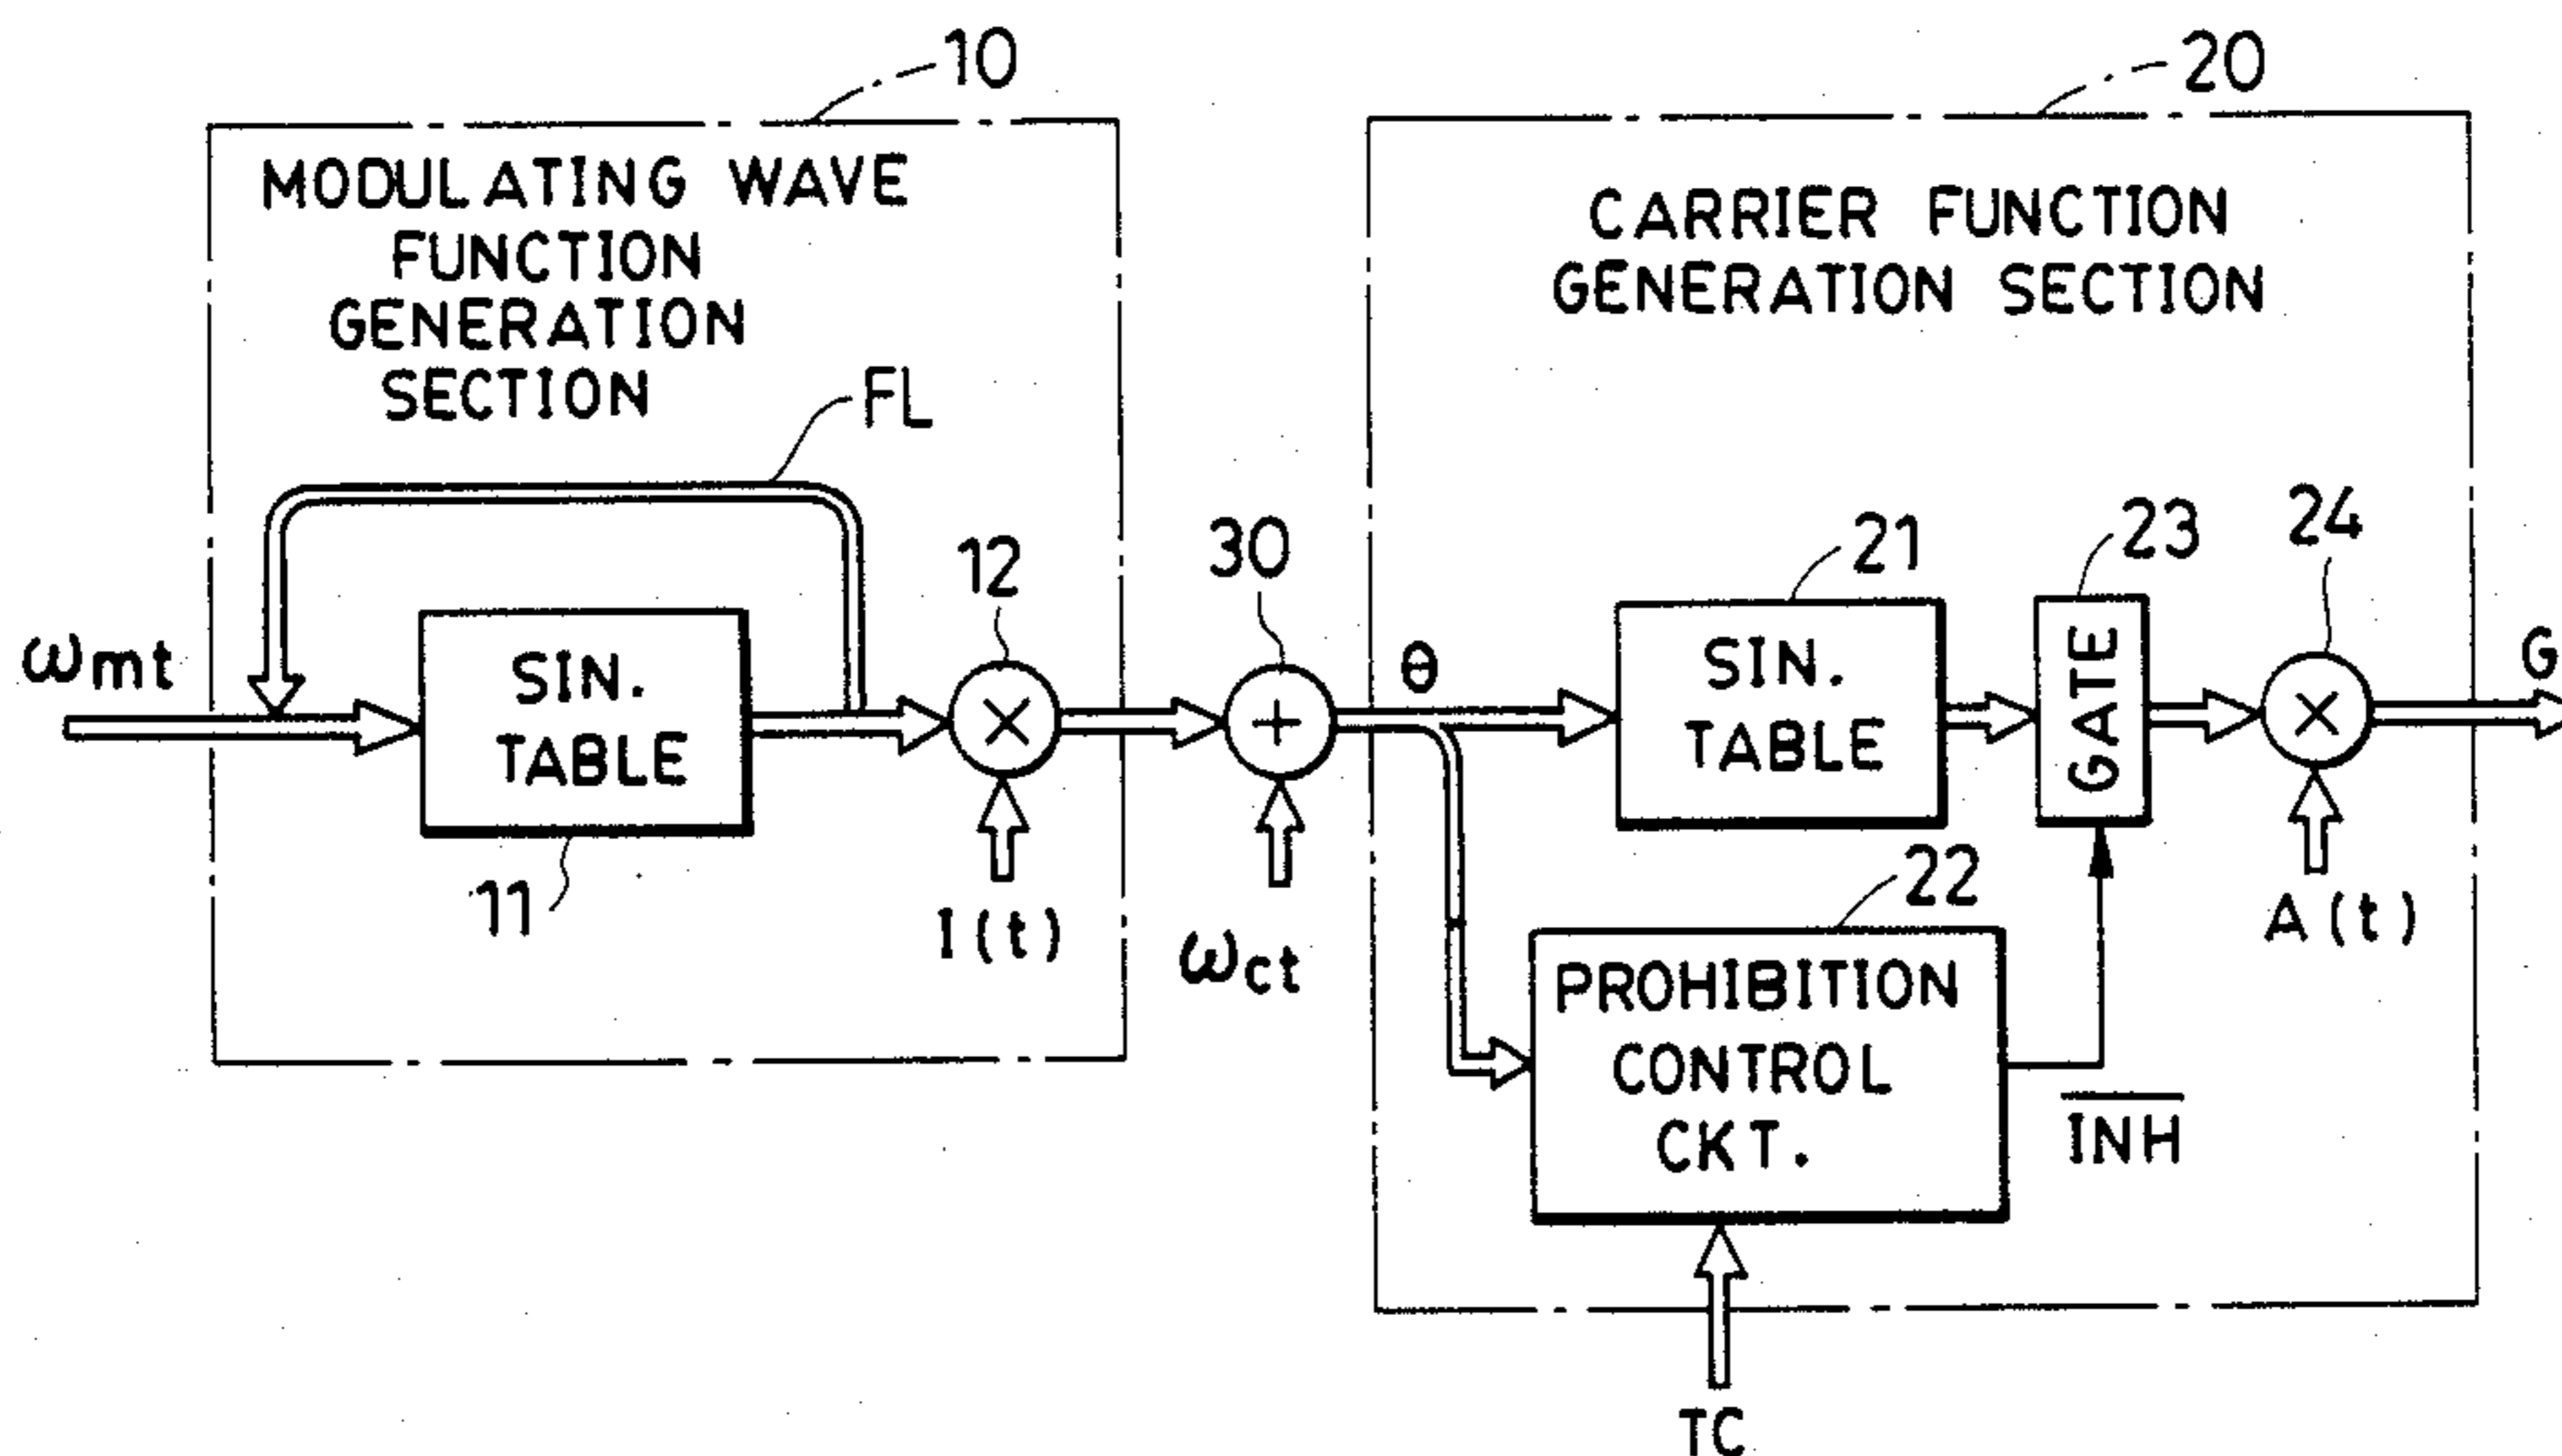 10
20
MODULATING WAVE
FUNCTION
GENERATION
SECTION
CARRIER FUNCTION
GENERATION SECTION
FL
12
30
21
23
24
ωmt
SIN.
TABLE
×
+
θ
SIN.
TABLE
GATE
×
G
11
I(t)
ωct
22
A(t)
PROHIBITION
CONTROL
CKT.
I̅N̅H̅
TC